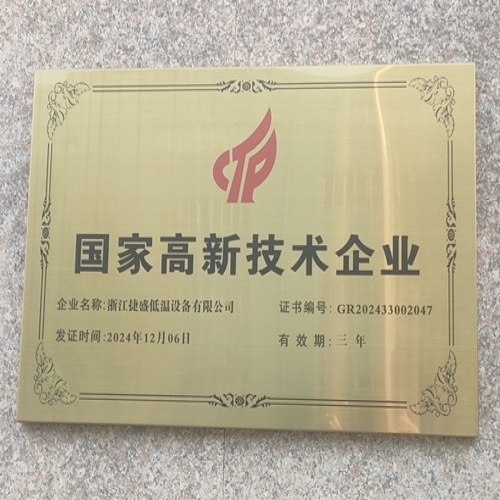 CTP
国家高新技术企业
企业名称:浙江捷盛低温设备有限公司 证书编号: GR202433002047
发证时间:2024年12月06日 有效期:三年